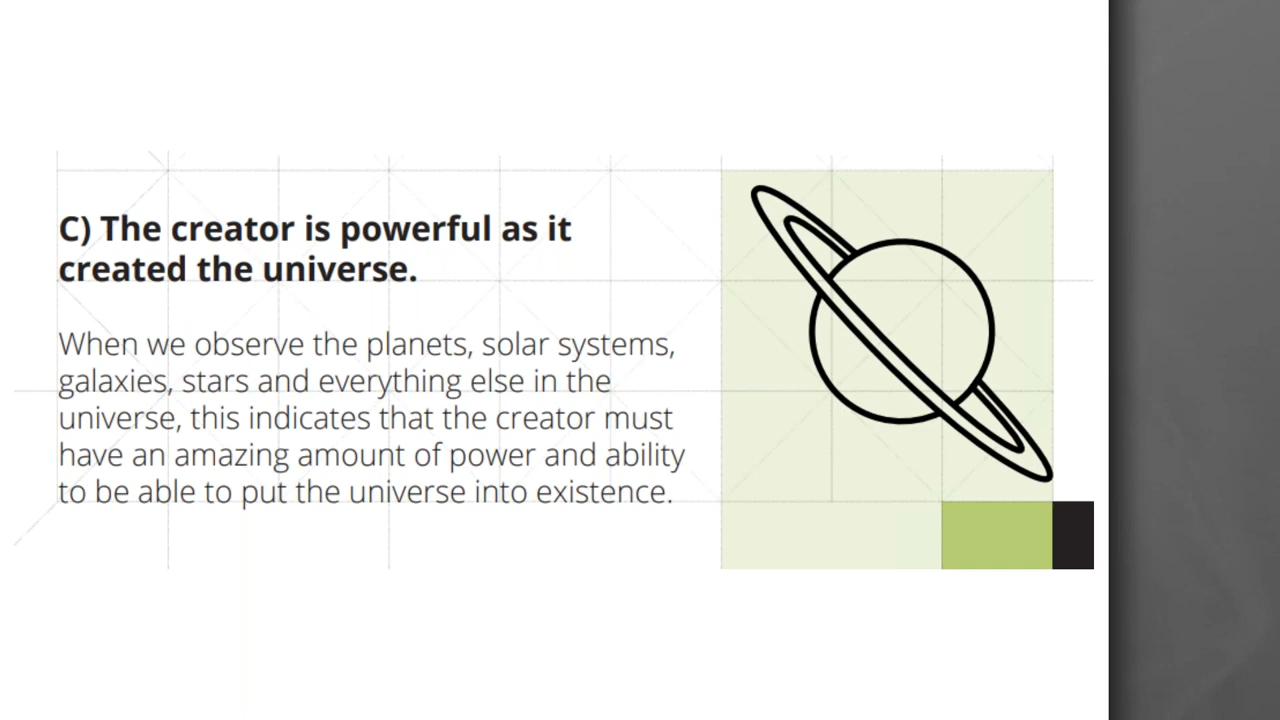 C) The creator is powerful as it
created the universe.
When we observe the planets, solar systems,
galaxies, stars and everything else in the
universe, this indicates that the creator must
have an amazing amount of power and ability
to be able to put the universe into existence.